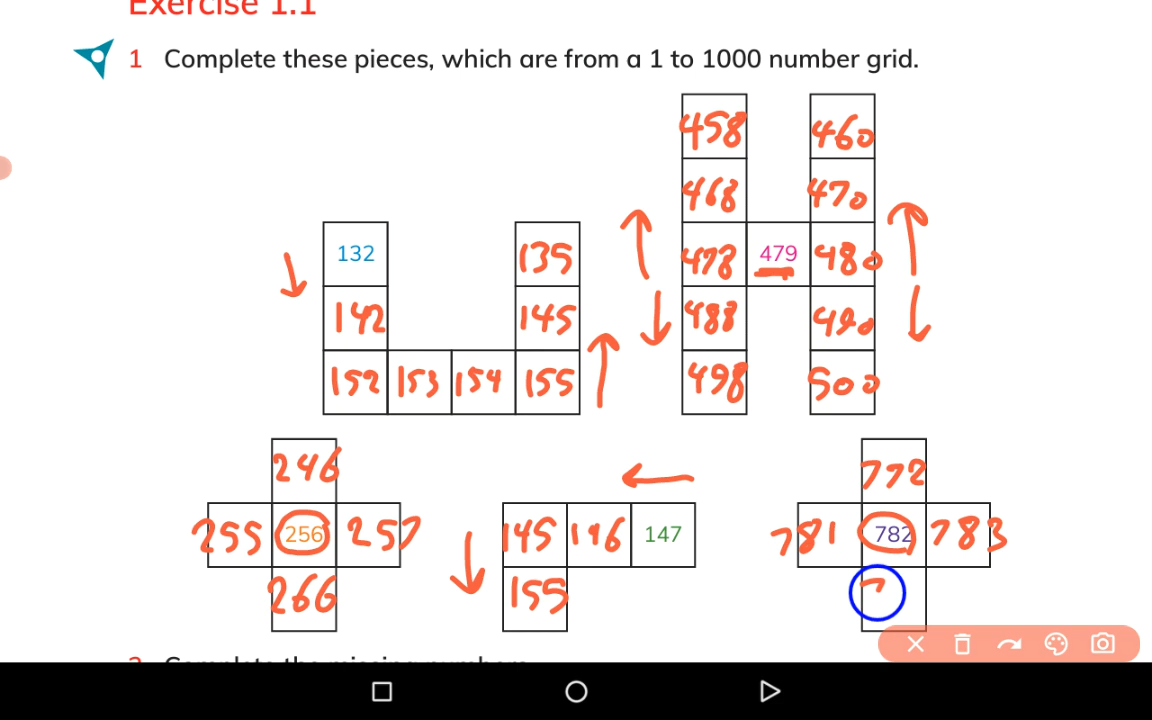 Exercise 1.1
1 Complete these pieces, which are from a 1 to 1000 number grid.
458 460
468 470
132 135 478 479 480
142 145 488 490
152 153 154 155 498 500
246 772
255 256 257 145 146 147 781 782 783
266 155 7